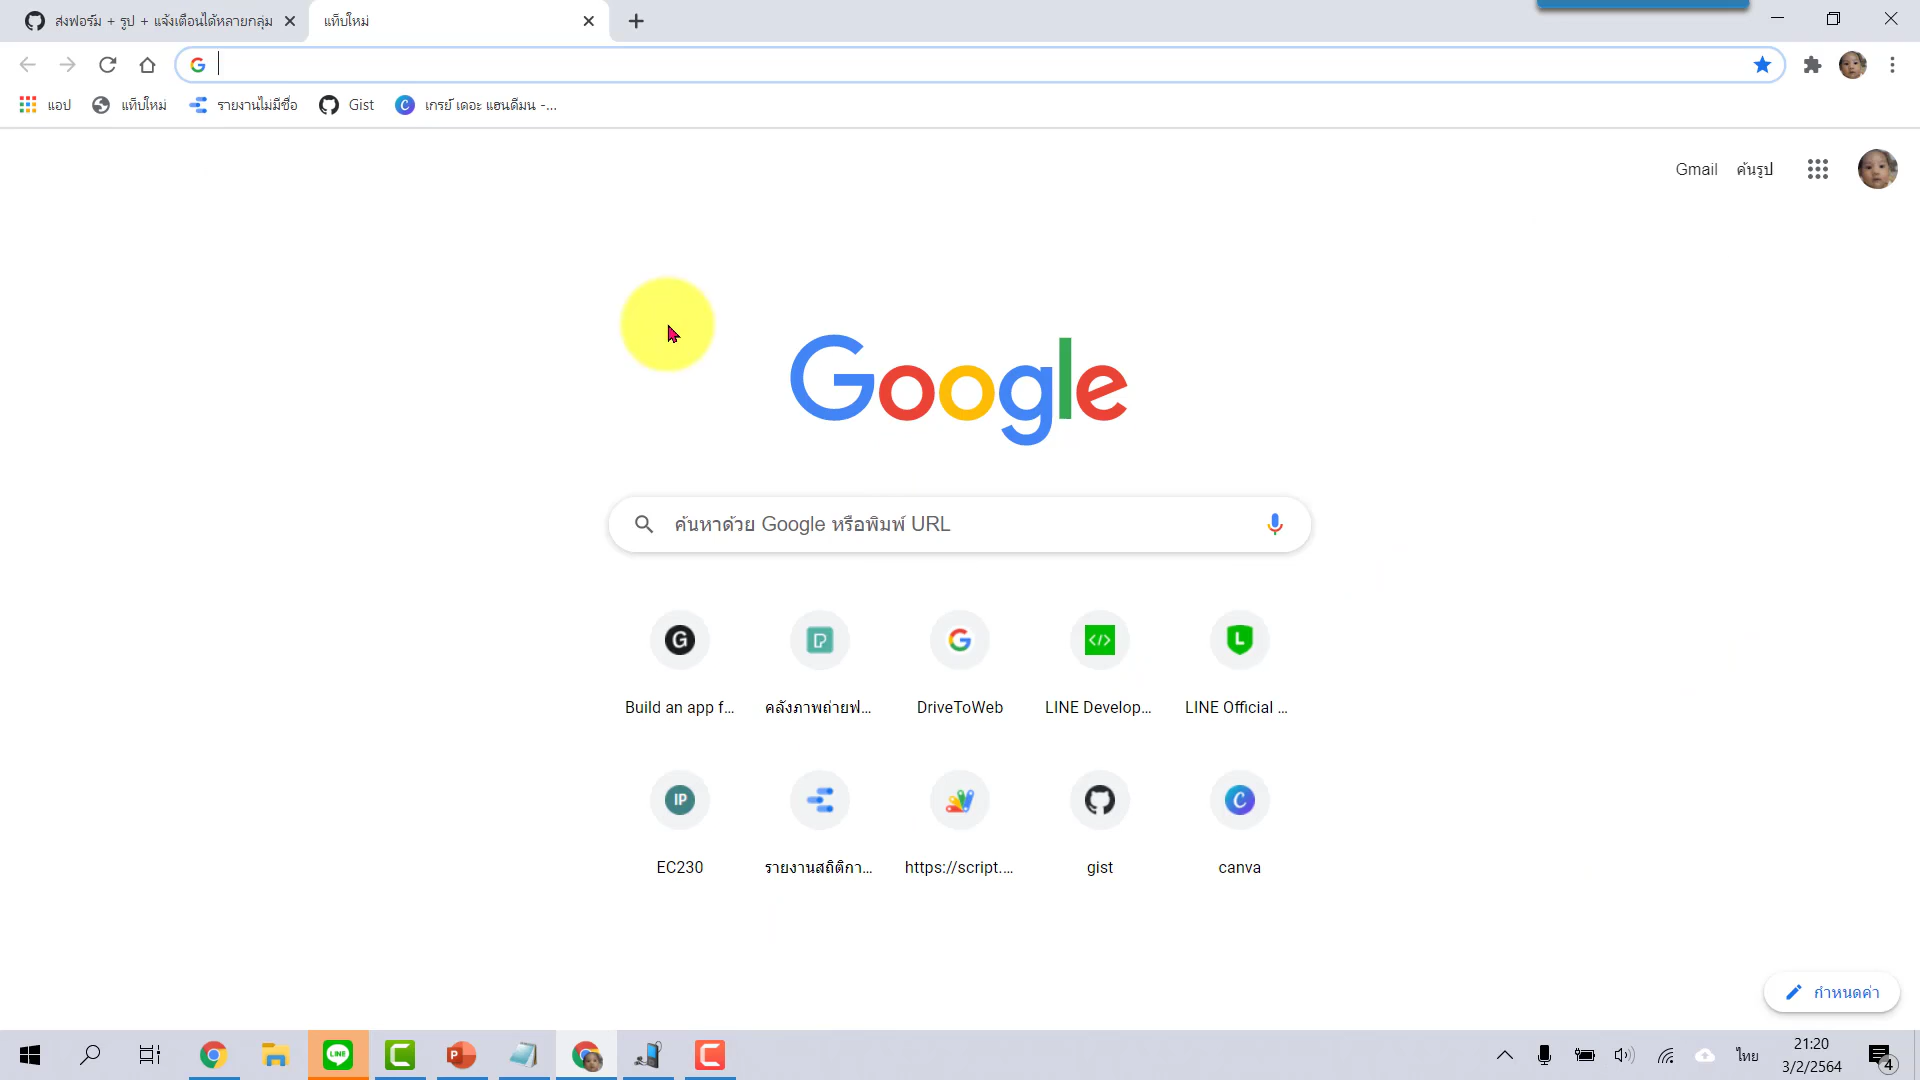 ส่งฟอร์ม + รูป + แจ้งเตือนได้หลายกลุ่ม
แท็บใหม่
แอป
แท็บใหม่
รายงานไม่มีชื่อ
Gist
เกรย์ เดอะ แฮนดีมน -...
Gmail
ค้นรูป
Google
ค้นหาด้วย Google หรือพิมพ์ URL
Build an app f...
คลังภาพถ่ายฟ...
DriveToWeb
LINE Develop...
LINE Official ...
IP
EC230
รายงานสถิติกา...
https://script....
gist
canva
กำหนดค่า
LINE
ไทย
21:20
3/2/2564
4